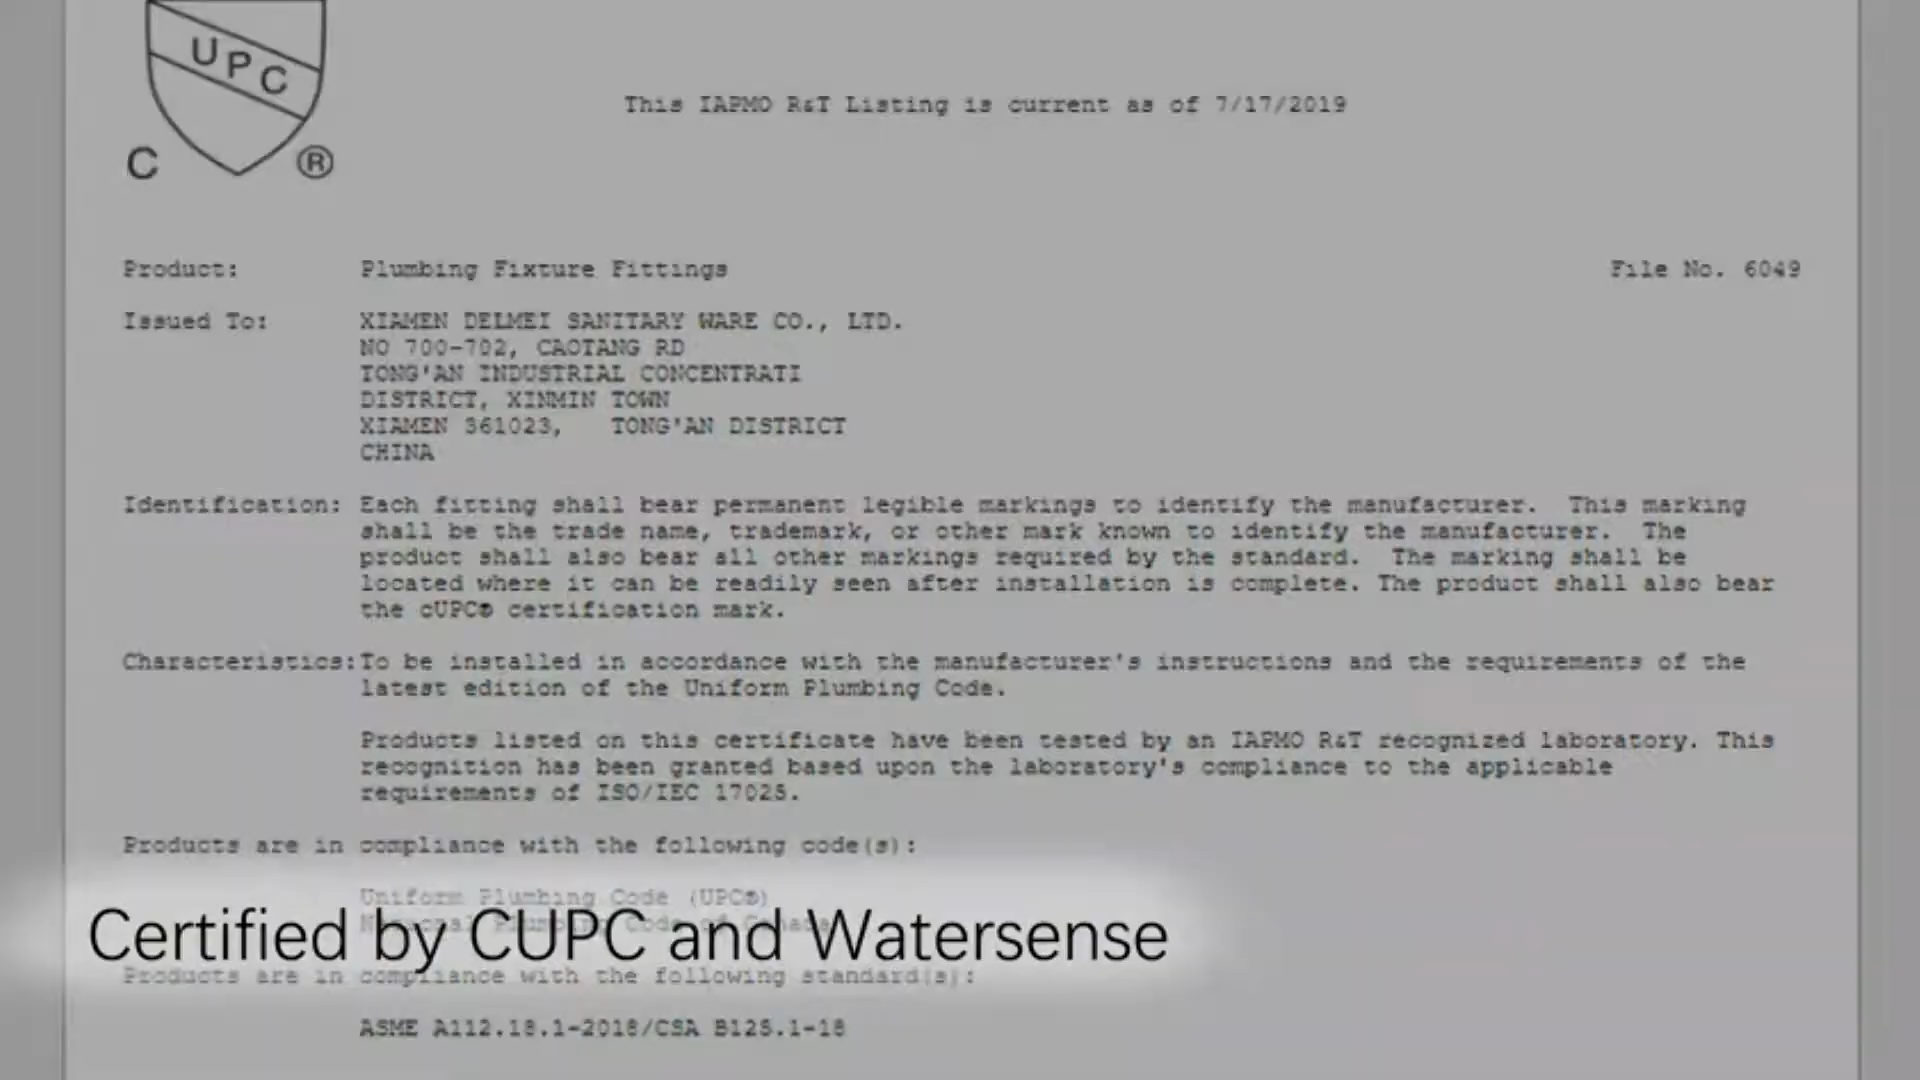 UPC
C ®
This IAPMO R&T Listing is current as of 7/17/2019
Product: Plumbing Fixture Fittings File No. 6049
Issued To: XIAMEN DELMEI SANITARY WARE CO., LTD.
NO 700-702, CAOTANG RD
TONG'AN INDUSTRIAL CONCENTRATI
DISTRICT, XINMIN TOWN
XIAMEN 361023, TONG'AN DISTRICT
CHINA
Identification: Each fitting shall bear permanent legible markings to identify the manufacturer. This marking
shall be the trade name, trademark, or other mark known to identify the manufacturer. The
product shall also bear all other markings required by the standard. The marking shall be
located where it can be readily seen after installation is complete. The product shall also bear
the cUPC® certification mark.
Characteristics: To be installed in accordance with the manufacturer's instructions and the requirements of the
latest edition of the Uniform Plumbing Code.
Products listed on this certificate have been tested by an IAPMO R&T recognized laboratory. This
recognition has been granted based upon the laboratory's compliance to the applicable
requirements of ISO/IEC 17025.
Products are in compliance with the following code(s):
Uniform Plumbing Code (UPC®)
National Plumbing Code of Canada
Certified by CUPC and Watersense
Products are in compliance with the following standard(s):
ASME A112.18.1-2018/CSA B125.1-18